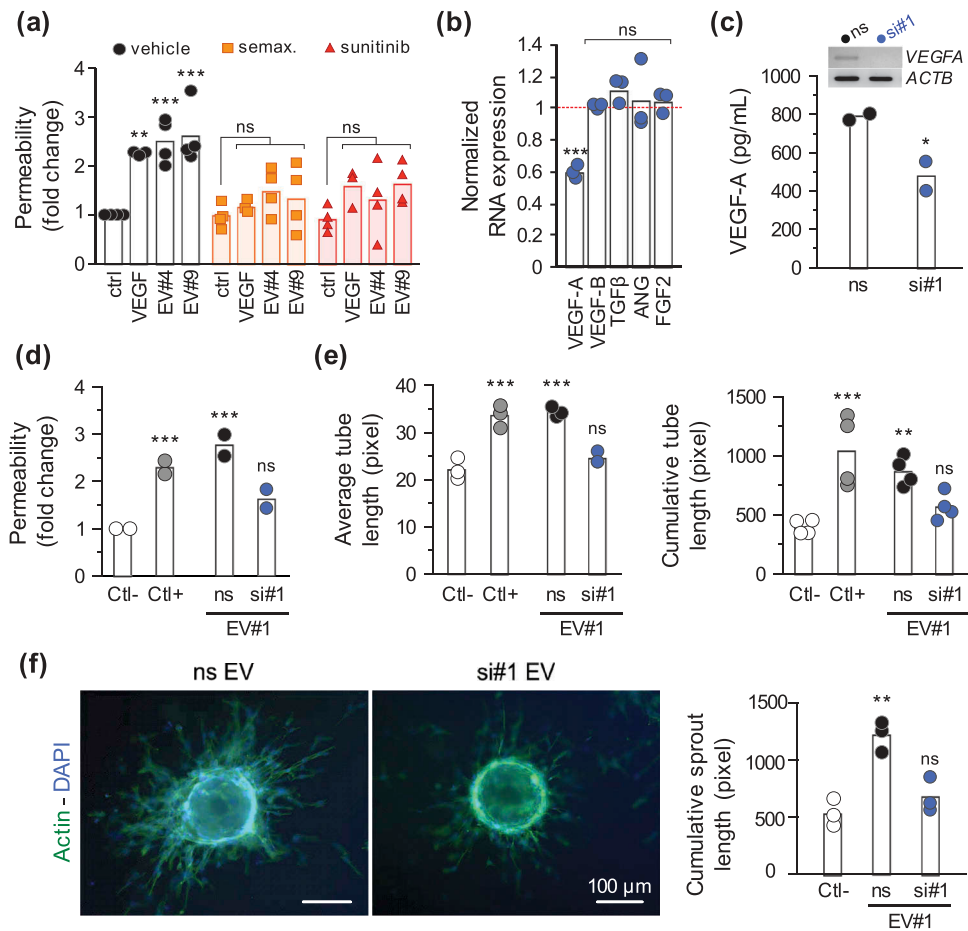 (a)
vehicle semax. sunitinib
Permeability
(fold change)
4
3
2
1
0
** *** ***
ns ns
ctrl VEGF EV#4 EV#9 ctrl VEGF EV#4 EV#9 ctrl VEGF EV#4 EV#9
(b)
ns
Normalized
RNA expression
1.4
1.2
1
0.8
0.6
0.4
0.2
0
***
VEGF-A VEGF-B TGFβ ANG FGF2
(c)
ns si#1
VEGFA
ACTB
VEGF-A (pg/mL)
1000
800
600
400
200
0
*
ns si#1
(d)
Permeability
(fold change)
4
3
2
1
0
*** *** ns
Ctl- Ctl+ ns si#1
EV#1
(e)
Average tube
length (pixel)
40
30
20
10
0
*** *** ns
Ctl- Ctl+ ns si#1
EV#1
Cumulative tube
length (pixel)
1500
1000
500
0
*** ** ns
Ctl- Ctl+ ns si#1
EV#1
(f)
ns EV si#1 EV
Actin - DAPI
100 µm
Cumulative sprout
length (pixel)
1500
1000
500
0
** ns
Ctl- ns si#1
EV#1